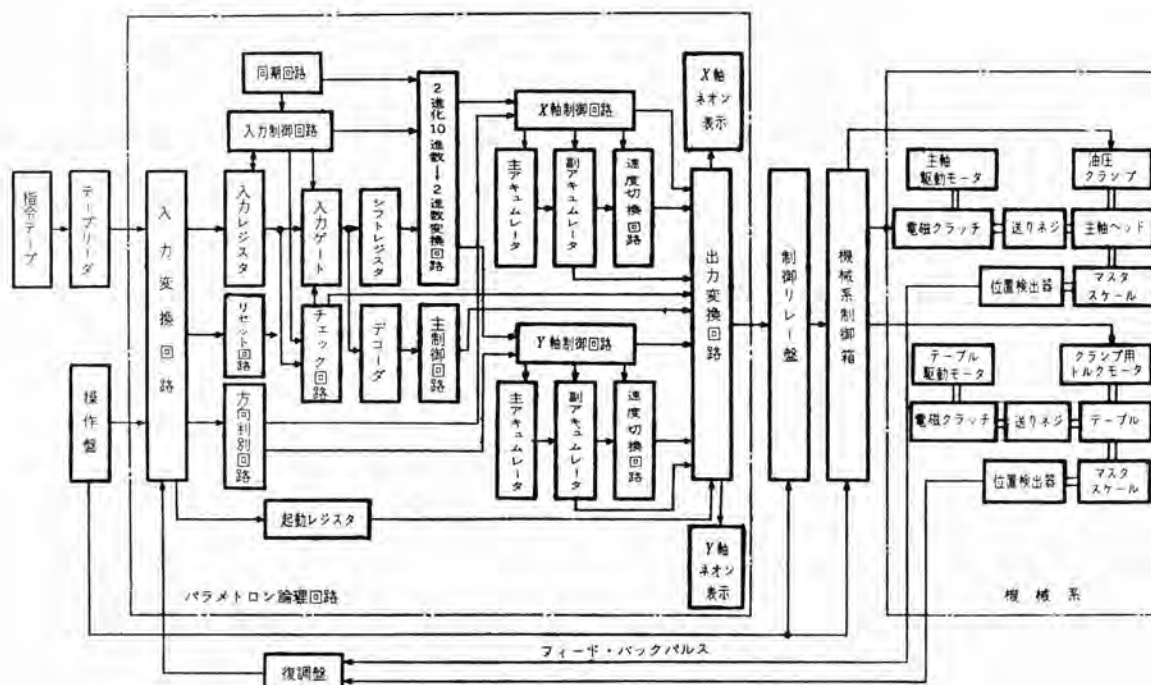 同期回路
入力制御回路
2進化10進数→2進数変換回路
X軸制御回路
X軸
ネオン
表示
主アキュムレータ
副アキュムレータ
速度切換回路
指令テープ
テープリーダ
入力変換回路
入力レジスタ
入力ゲート
シフトレジスタ
リセット回路
チェック回路
デコーダ
主制御回路
操作盤
方向判別回路
起動レジスタ
Y軸制御回路
主アキュムレータ
副アキュムレータ
速度切換回路
出力変換回路
Y軸
ネオン
表示
制御リレー盤
機械系制御箱
主軸
駆動モータ
油圧
クランプ
電磁クラッチ
送りネジ
主軸ヘッド
位置検出器
マスタ
スケール
テーブル
駆動モータ
クランプ用
トルクモータ
電磁クラッチ
送りネジ
テーブル
位置検出器
マスタ
スケール
パラメトロン論理回路
機械系
フィード・バックパルス
復調盤